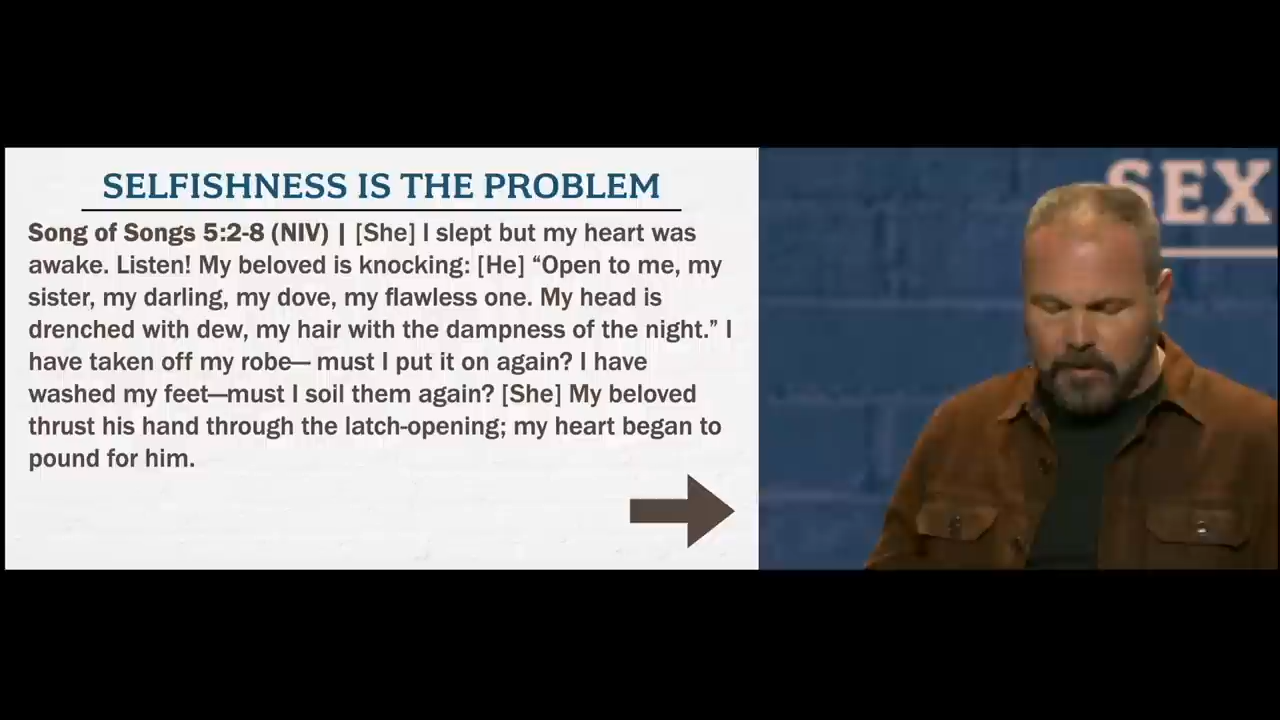 SELFISHNESS IS THE PROBLEM
Song of Songs 5:2-8 (NIV) | [She] I slept but my heart was
awake. Listen! My beloved is knocking: [He] “Open to me, my
sister, my darling, my dove, my flawless one. My head is
drenched with dew, my hair with the dampness of the night.” I
have taken off my robe— must I put it on again? I have
washed my feet—must I soil them again? [She] My beloved
thrust his hand through the latch-opening; my heart began to
pound for him.
SEX